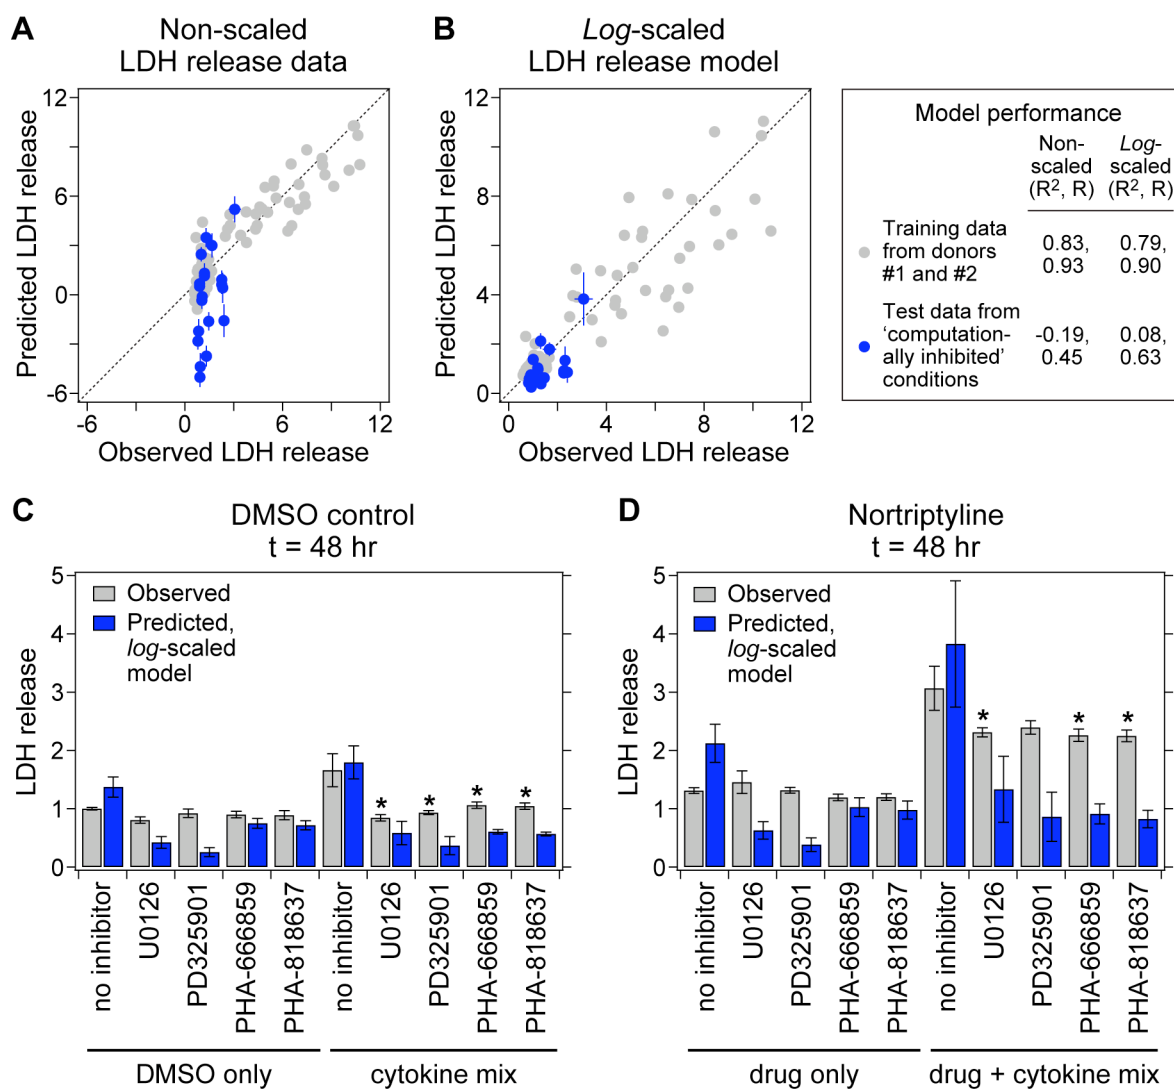 A
Non-scaled
LDH release data
Predicted LDH release
12
6
0
-6
-6
0
6
12
Observed LDH release
B
Log-scaled
LDH release model
Predicted LDH release
12
8
4
0
0
4
8
12
Observed LDH release
Model performance
Non-
scaled
(R², R)
Log-
scaled
(R², R)
Training data
from donors
#1 and #2
0.83,
0.93
0.79,
0.90
Test data from
‘computation-
ally inhibited’
conditions
-0.19,
0.45
0.08,
0.63
C
DMSO control
t = 48 hr
LDH release
5
4
3
2
1
0
Observed
Predicted,
log-scaled
model
* * * *
no inhibitor
U0126
PD325901
PHA-666859
PHA-818637
no inhibitor
U0126
PD325901
PHA-666859
PHA-818637
DMSO only
cytokine mix
D
Nortriptyline
t = 48 hr
LDH release
5
4
3
2
1
0
Observed
Predicted,
log-scaled
model
* * *
no inhibitor
U0126
PD325901
PHA-666859
PHA-818637
no inhibitor
U0126
PD325901
PHA-666859
PHA-818637
drug only
drug + cytokine mix